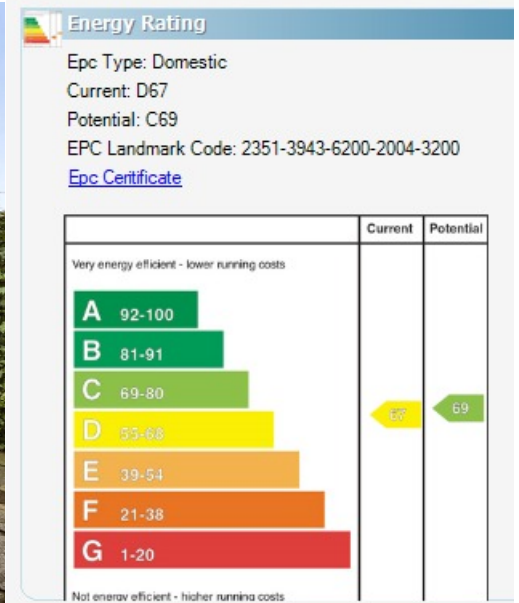 Energy Rating
Epc Type: Domestic
Current: D67
Potential: C69
EPC Landmark Code: 2351-3943-6200-2004-3200
Epc Ceritificate
Current Potential
Very energy efficient - lower running costs
A 92-100
B 81-91
C 69-80
D 55-68
67 69
E 39-54
F 21-38
G 1-20
Not energy efficient - higher running costs